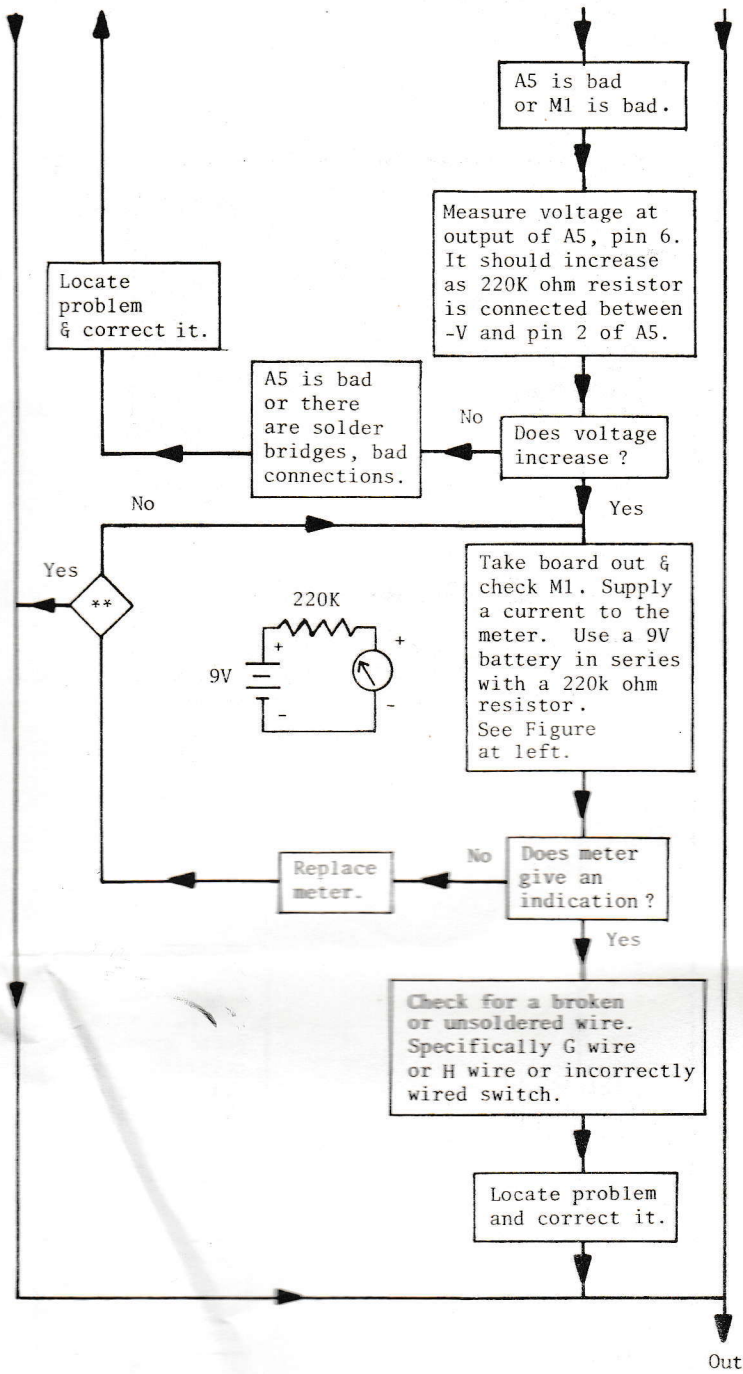 A5 is bad
or M1 is bad.
Measure voltage at
output of A5, pin 6.
It should increase
as 220K ohm resistor
is connected between
-V and pin 2 of A5.
Locate
problem
& correct it.
A5 is bad
or there
are solder
bridges, bad
connections.
No
Does voltage
increase ?
Yes
No
Yes
**
220K
+
+
9V
-
-
Take board out &
check M1. Supply
a current to the
meter. Use a 9V
battery in series
with a 220k ohm
resistor.
See Figure
at left.
Replace
meter.
No
Does meter
give an
indication ?
Yes
Check for a broken
or unsoldered wire.
Specifically G wire
or H wire or incorrectly
wired switch.
Locate problem
and correct it.
Out